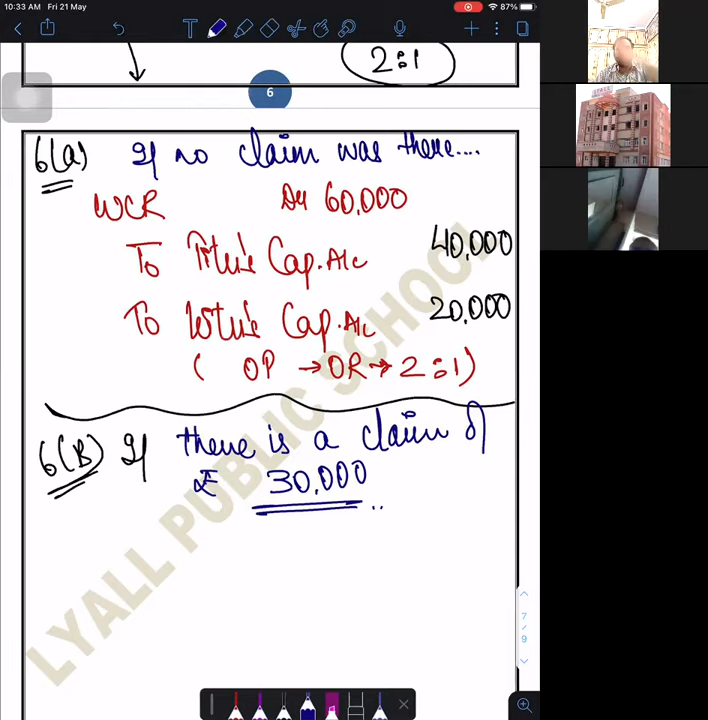 10:33 AM Fri 21 May
87%
2:1
6
6(a) If no claim was there....
WCR Dr 60,000
To Cap. A/c 40,000
To Cap. A/c 20,000
( OP → OR → 2:1)
6(B) If there is a claim of
₹ 30,000 ..
LYALL PUBLIC SCHOOL
7
/
9